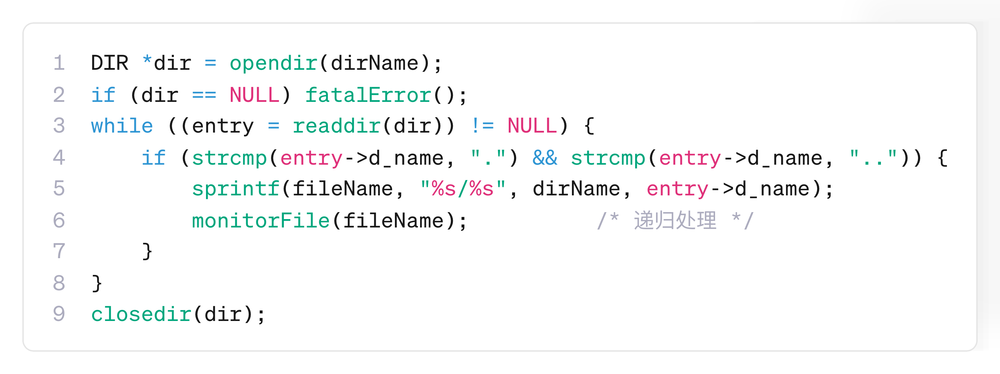 1 DIR *dir = opendir(dirName);
2 if (dir == NULL) fatalError();
3 while ((entry = readdir(dir)) != NULL) {
4     if (strcmp(entry->d_name, ".") && strcmp(entry->d_name, "..")) {
5         sprintf(fileName, "%s/%s", dirName, entry->d_name);
6         monitorFile(fileName);          /* 递归处理 */
7     }
8 }
9 closedir(dir);